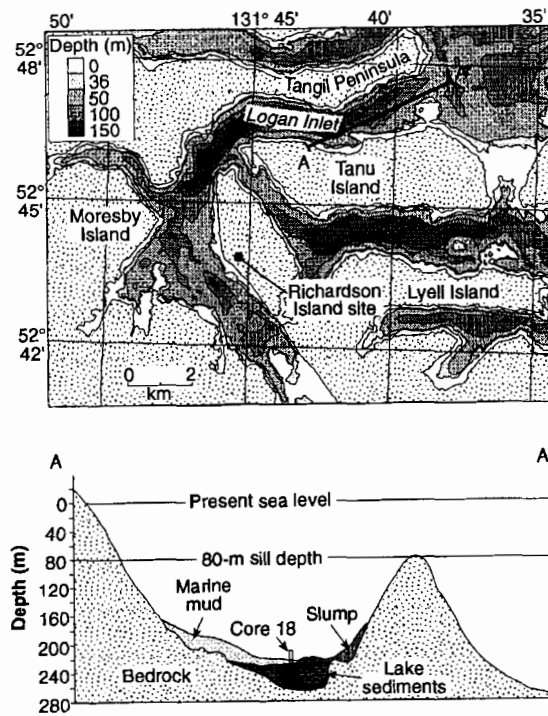 50' 131° 45' 40' 35'
52°
48'
Depth (m)
0
36
50
100
150
Tangil Peninsula
Logan Inlet
A
Tanu
Island
52°
45'
Moresby
Island
Richardson
Island site
Lyell Island
52°
42'
0 2
km
A A
0
40
80
120
160
200
240
280
Depth (m)
Present sea level
80-m sill depth
Marine
mud
Core 18
Slump
Bedrock
Lake
sediments